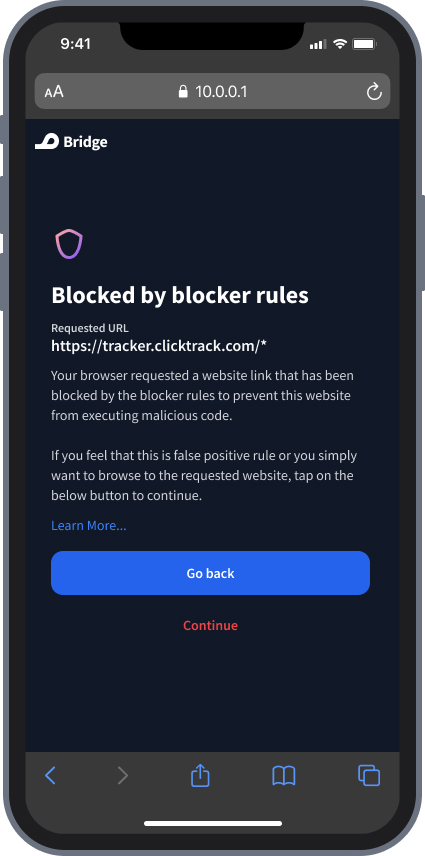 9:41
AA 10.0.0.1
Bridge
Blocked by blocker rules
Requested URL
https://tracker.clicktrack.com/*
Your browser requested a website link that has been
blocked by the blocker rules to prevent this website
from executing malicious code.
If you feel that this is false positive rule or you simply
want to browse to the requested website, tap on the
below button to continue.
Learn More...
Go back
Continue